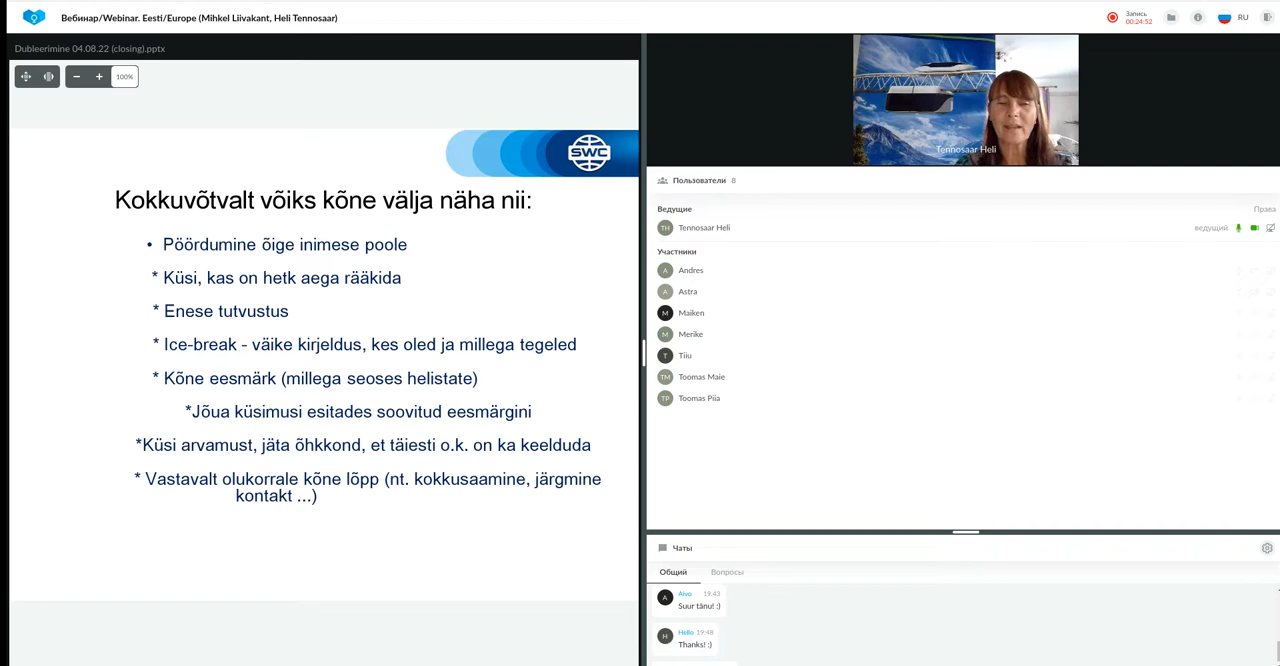 Вебинар/Webinar. Eesti/Europe (Mihkel Liivakant, Heli Tennosaar)
Запись
00:24:52
RU
Dubleerimine 04.08.22 (closing).pptx
100%
SWC
Kokkuvõtvalt võiks kõne välja näha nii:
• Pöördumine õige inimese poole
* Küsi, kas on hetk aega rääkida
* Enese tutvustus
* Ice-break - väike kirjeldus, kes oled ja millega tegeled
* Kõne eesmärk (millega seoses helistate)
*Jõua küsimusi esitades soovitud eesmärgini
*Küsi arvamust, jäta õhkkond, et täiesti o.k. on ka keelduda
* Vastavalt olukorrale kõne lõpp (nt. kokkusaamine, järgmine
kontakt ...)
Tennosaar Heli
Пользователи 8
Ведущие Права
TH Tennosaar Heli ведущий
Участники
A Andres
A Astra
M Maiken
M Merike
T Tiiu
TM Toomas Maie
TP Toomas Piia
Чаты
Общий Вопросы
A Aivo 19:43
Suur tänu! :)
H Hello 19:48
Thanks! :)